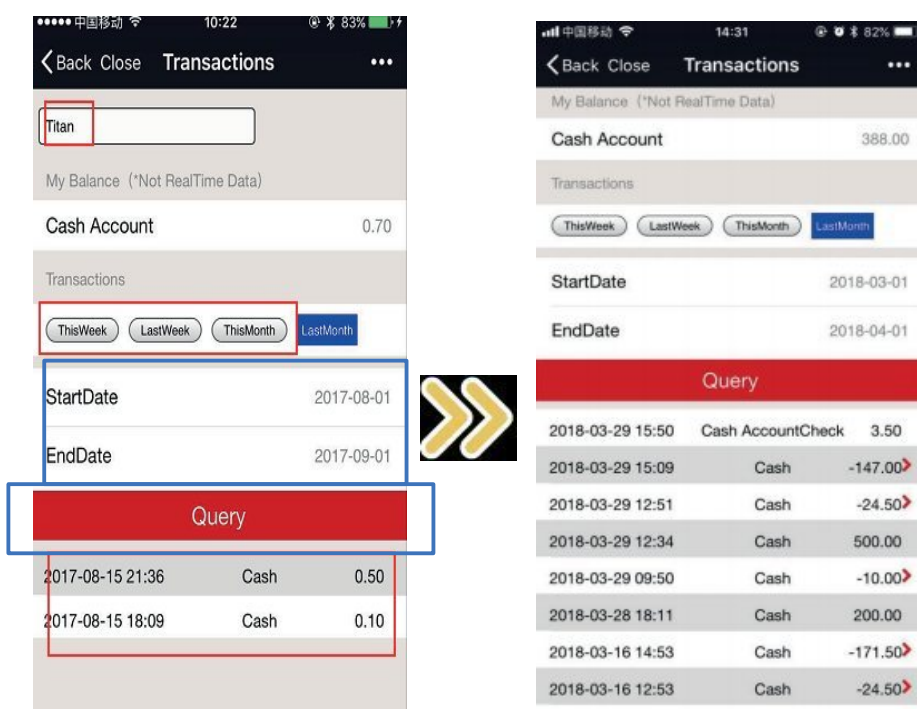 中国移动 10:22 83%
Back Close Transactions
Titan
My Balance (*Not RealTime Data)
Cash Account 0.70
Transactions
ThisWeek LastWeek ThisMonth LastMonth
StartDate 2017-08-01
EndDate 2017-09-01
Query
2017-08-15 21:36 Cash 0.50
2017-08-15 18:09 Cash 0.10
中国移动 14:31 82%
Back Close Transactions
My Balance (*Not RealTime Data)
Cash Account 388.00
Transactions
ThisWeek LastWeek ThisMonth LastMonth
StartDate 2018-03-01
EndDate 2018-04-01
Query
2018-03-29 15:50 Cash AccountCheck 3.50
2018-03-29 15:09 Cash -147.00
2018-03-29 12:51 Cash -24.50
2018-03-29 12:34 Cash 500.00
2018-03-29 09:50 Cash -10.00
2018-03-28 18:11 Cash 200.00
2018-03-16 14:53 Cash -171.50
2018-03-16 12:53 Cash -24.50